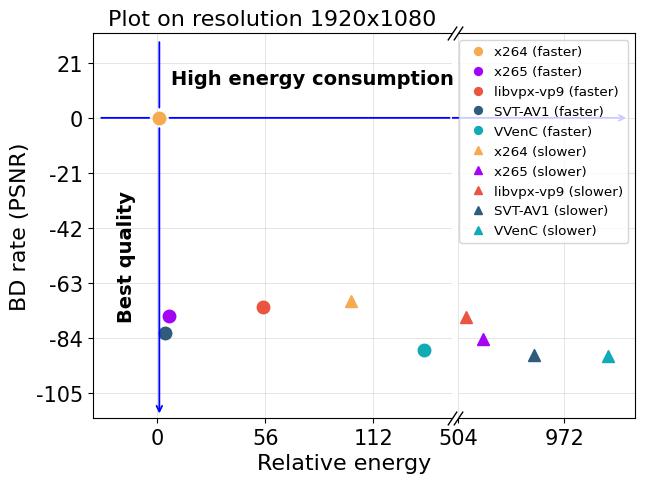 Plot on resolution 1920x1080
High energy consumption
Best quality
BD rate (PSNR)
21
0
-21
-42
-63
-84
-105
x264 (faster)
x265 (faster)
libvpx-vp9 (faster)
SVT-AV1 (faster)
VVenC (faster)
x264 (slower)
x265 (slower)
libvpx-vp9 (slower)
SVT-AV1 (slower)
VVenC (slower)
0 56 112 504 972
Relative energy